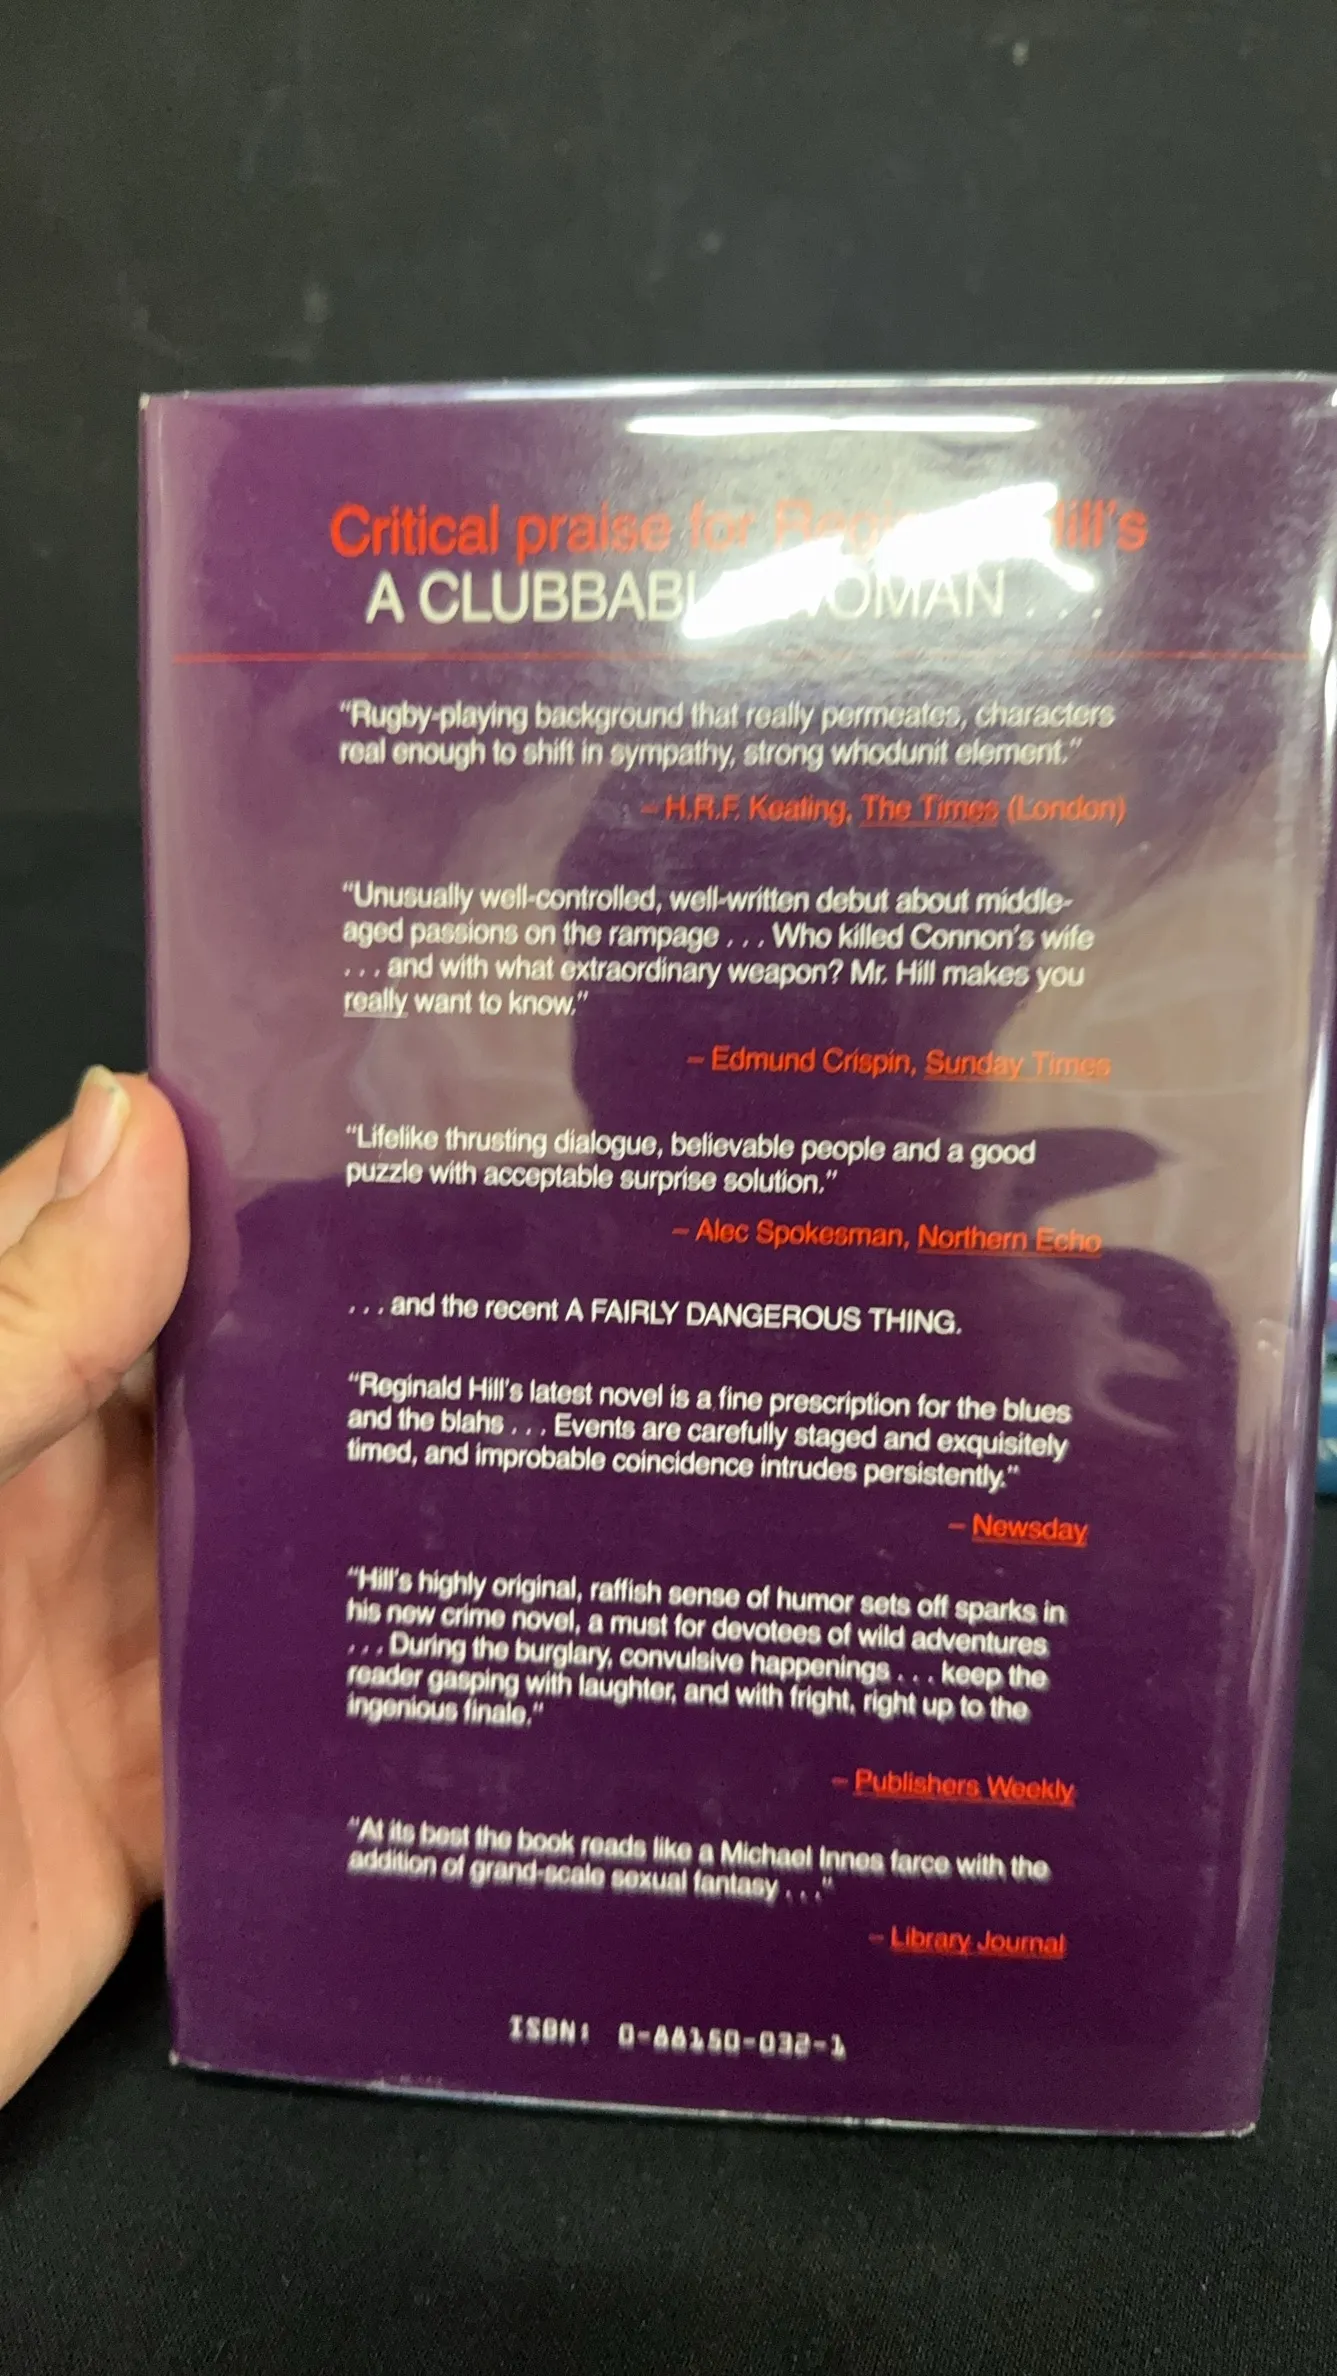 Critical praise for Reginald Hill's
A CLUBBABLE WOMAN . . .
"Rugby-playing background that really permeates, characters
real enough to shift in sympathy, strong whodunit element."
– H.R.F. Keating, The Times (London)
"Unusually well-controlled, well-written debut about middle-
aged passions on the rampage . . . Who killed Connon's wife
. . . and with what extraordinary weapon? Mr. Hill makes you
really want to know."
– Edmund Crispin, Sunday Times
"Lifelike thrusting dialogue, believable people and a good
puzzle with acceptable surprise solution."
– Alec Spokesman, Northern Echo
. . . and the recent A FAIRLY DANGEROUS THING.
"Reginald Hill's latest novel is a fine prescription for the blues
and the blahs . . . Events are carefully staged and exquisitely
timed, and improbable coincidence intrudes persistently."
– Newsday
"Hill's highly original, raffish sense of humor sets off sparks in
his new crime novel, a must for devotees of wild adventures
. . . During the burglary, convulsive happenings . . . keep the
reader gasping with laughter, and with fright, right up to the
ingenious finale."
– Publishers Weekly
"At its best the book reads like a Michael Innes farce with the
addition of grand-scale sexual fantasy . . ."
– Library Journal
ISBN: 0-88150-032-1